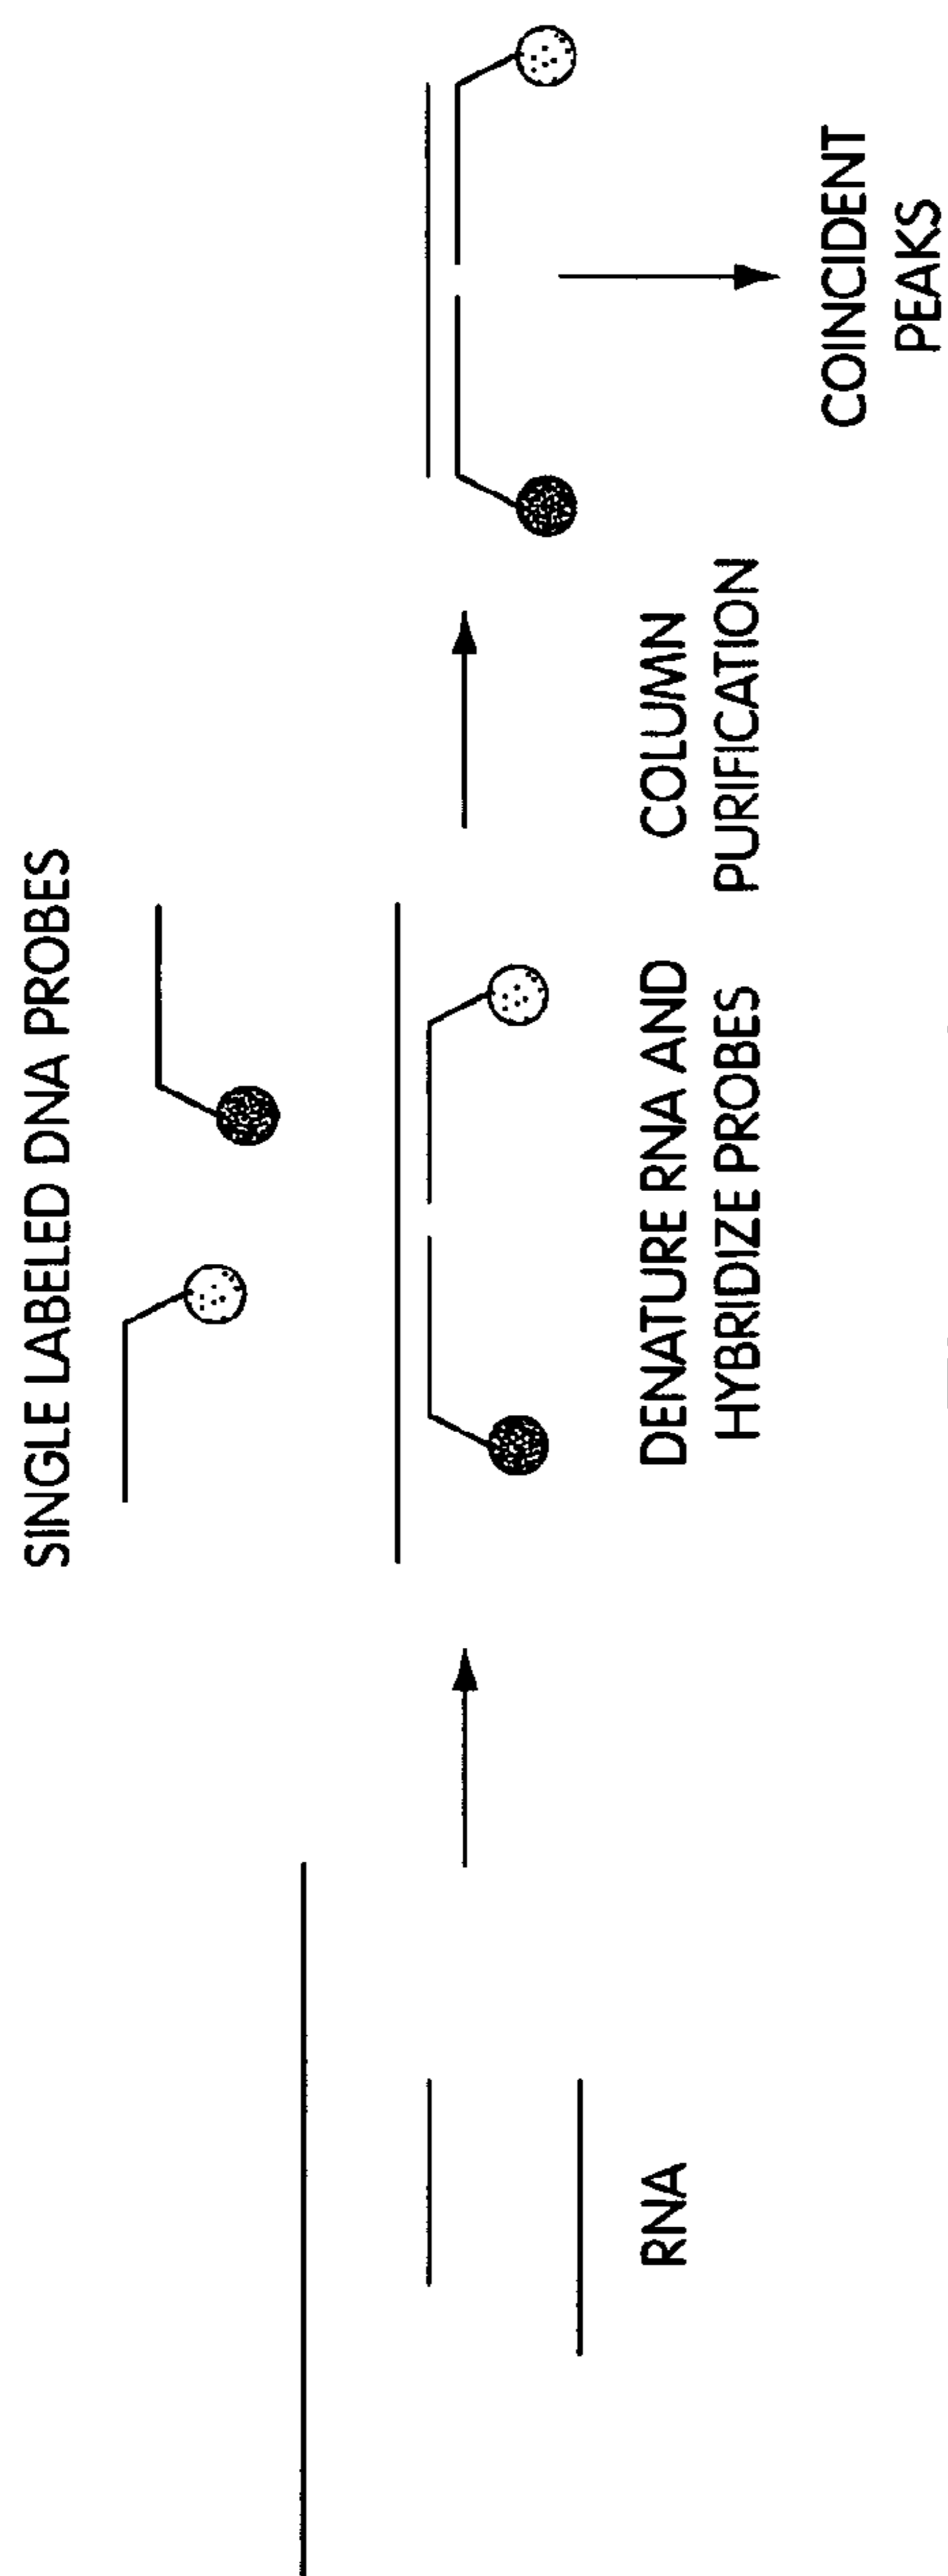 SINGLE LABELED DNA PROBES
RNA
DENATURE RNA AND
HYBRIDIZE PROBES
COLUMN
PURIFICATION
COINCIDENT
PEAKS